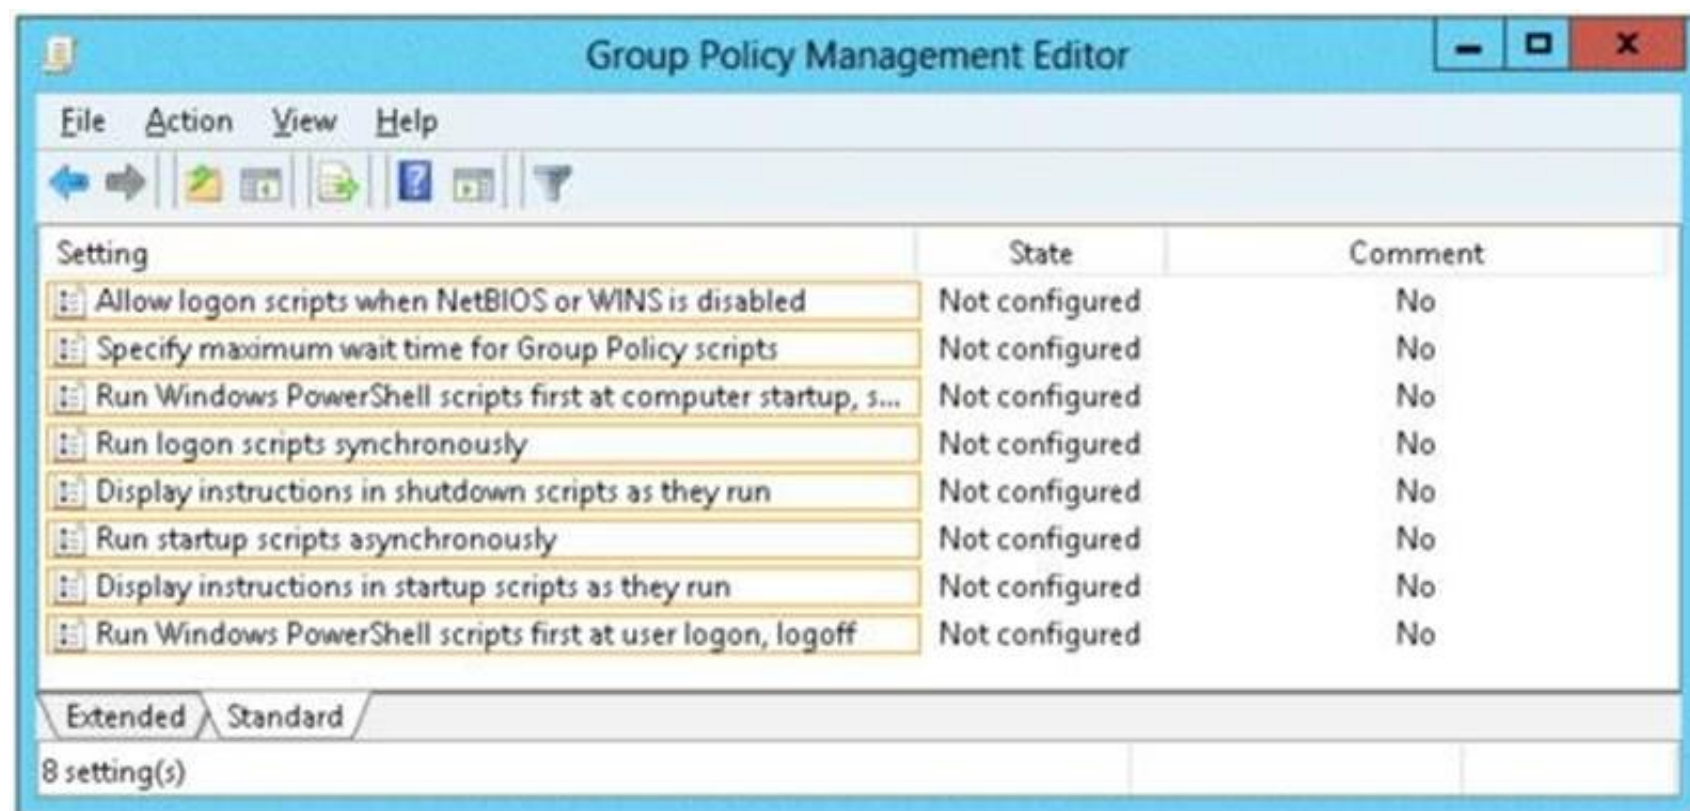 Group Policy Management Editor
File Action View Help
Setting State Comment
Allow logon scripts when NetBIOS or WINS is disabled Not configured No
Specify maximum wait time for Group Policy scripts Not configured No
Run Windows PowerShell scripts first at computer startup, s... Not configured No
Run logon scripts synchronously Not configured No
Display instructions in shutdown scripts as they run Not configured No
Run startup scripts asynchronously Not configured No
Display instructions in startup scripts as they run Not configured No
Run Windows PowerShell scripts first at user logon, logoff Not configured No
Extended Standard
8 setting(s)